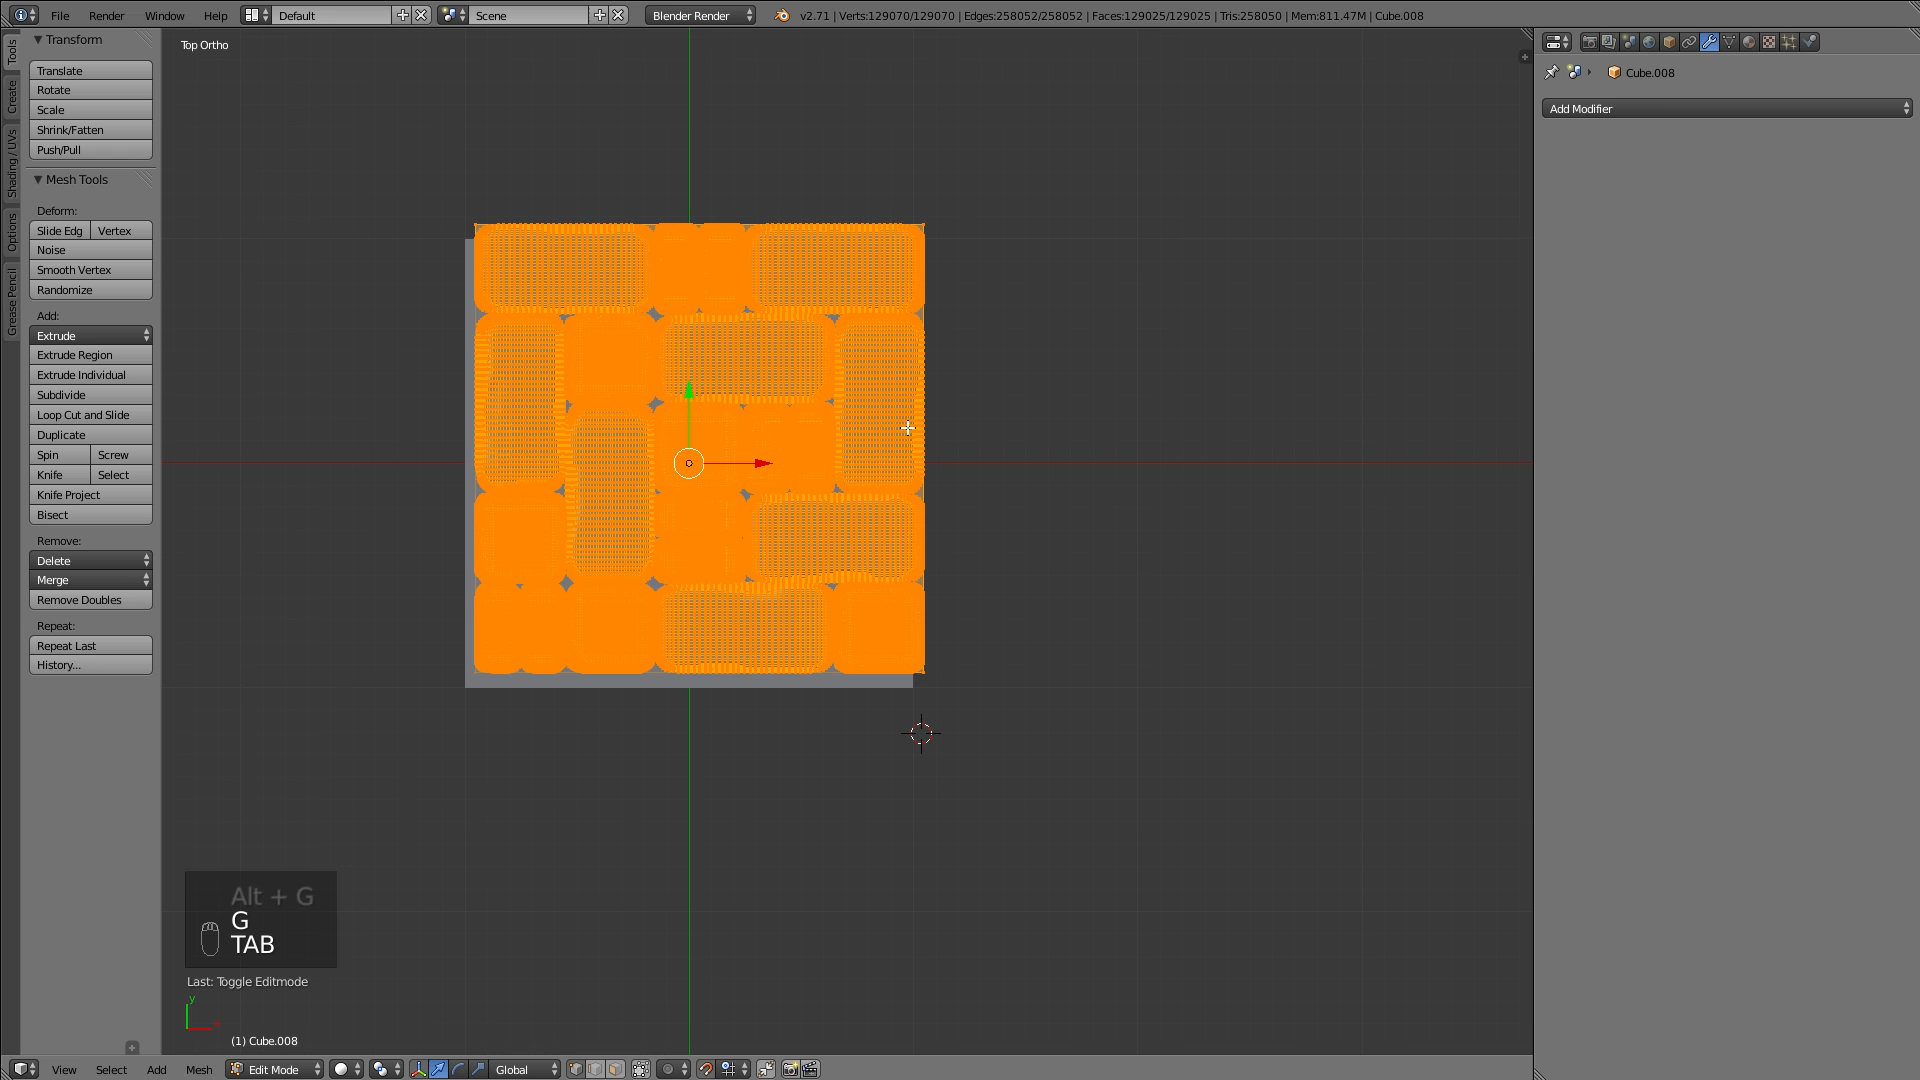 File Render Window Help Default Scene Blender Render v2.71 | Verts:129070/129070 | Edges:258052/258052 | Faces:129025/129025 | Tris:258050 | Mem:811.47M | Cube.008
Tools
Create
Shading / UVs
Options
Grease Pencil
Transform
Translate
Rotate
Scale
Shrink/Fatten
Push/Pull
Mesh Tools
Deform:
Slide Edg Vertex
Noise
Smooth Vertex
Randomize
Add:
Extrude
Extrude Region
Extrude Individual
Subdivide
Loop Cut and Slide
Duplicate
Spin Screw
Knife Select
Knife Project
Bisect
Remove:
Delete
Merge
Remove Doubles
Repeat:
Repeat Last
History...
Top Ortho
Alt + G
G
TAB
Last: Toggle Editmode
y
(1) Cube.008
Cube.008
Add Modifier
View Select Add Mesh Edit Mode Global